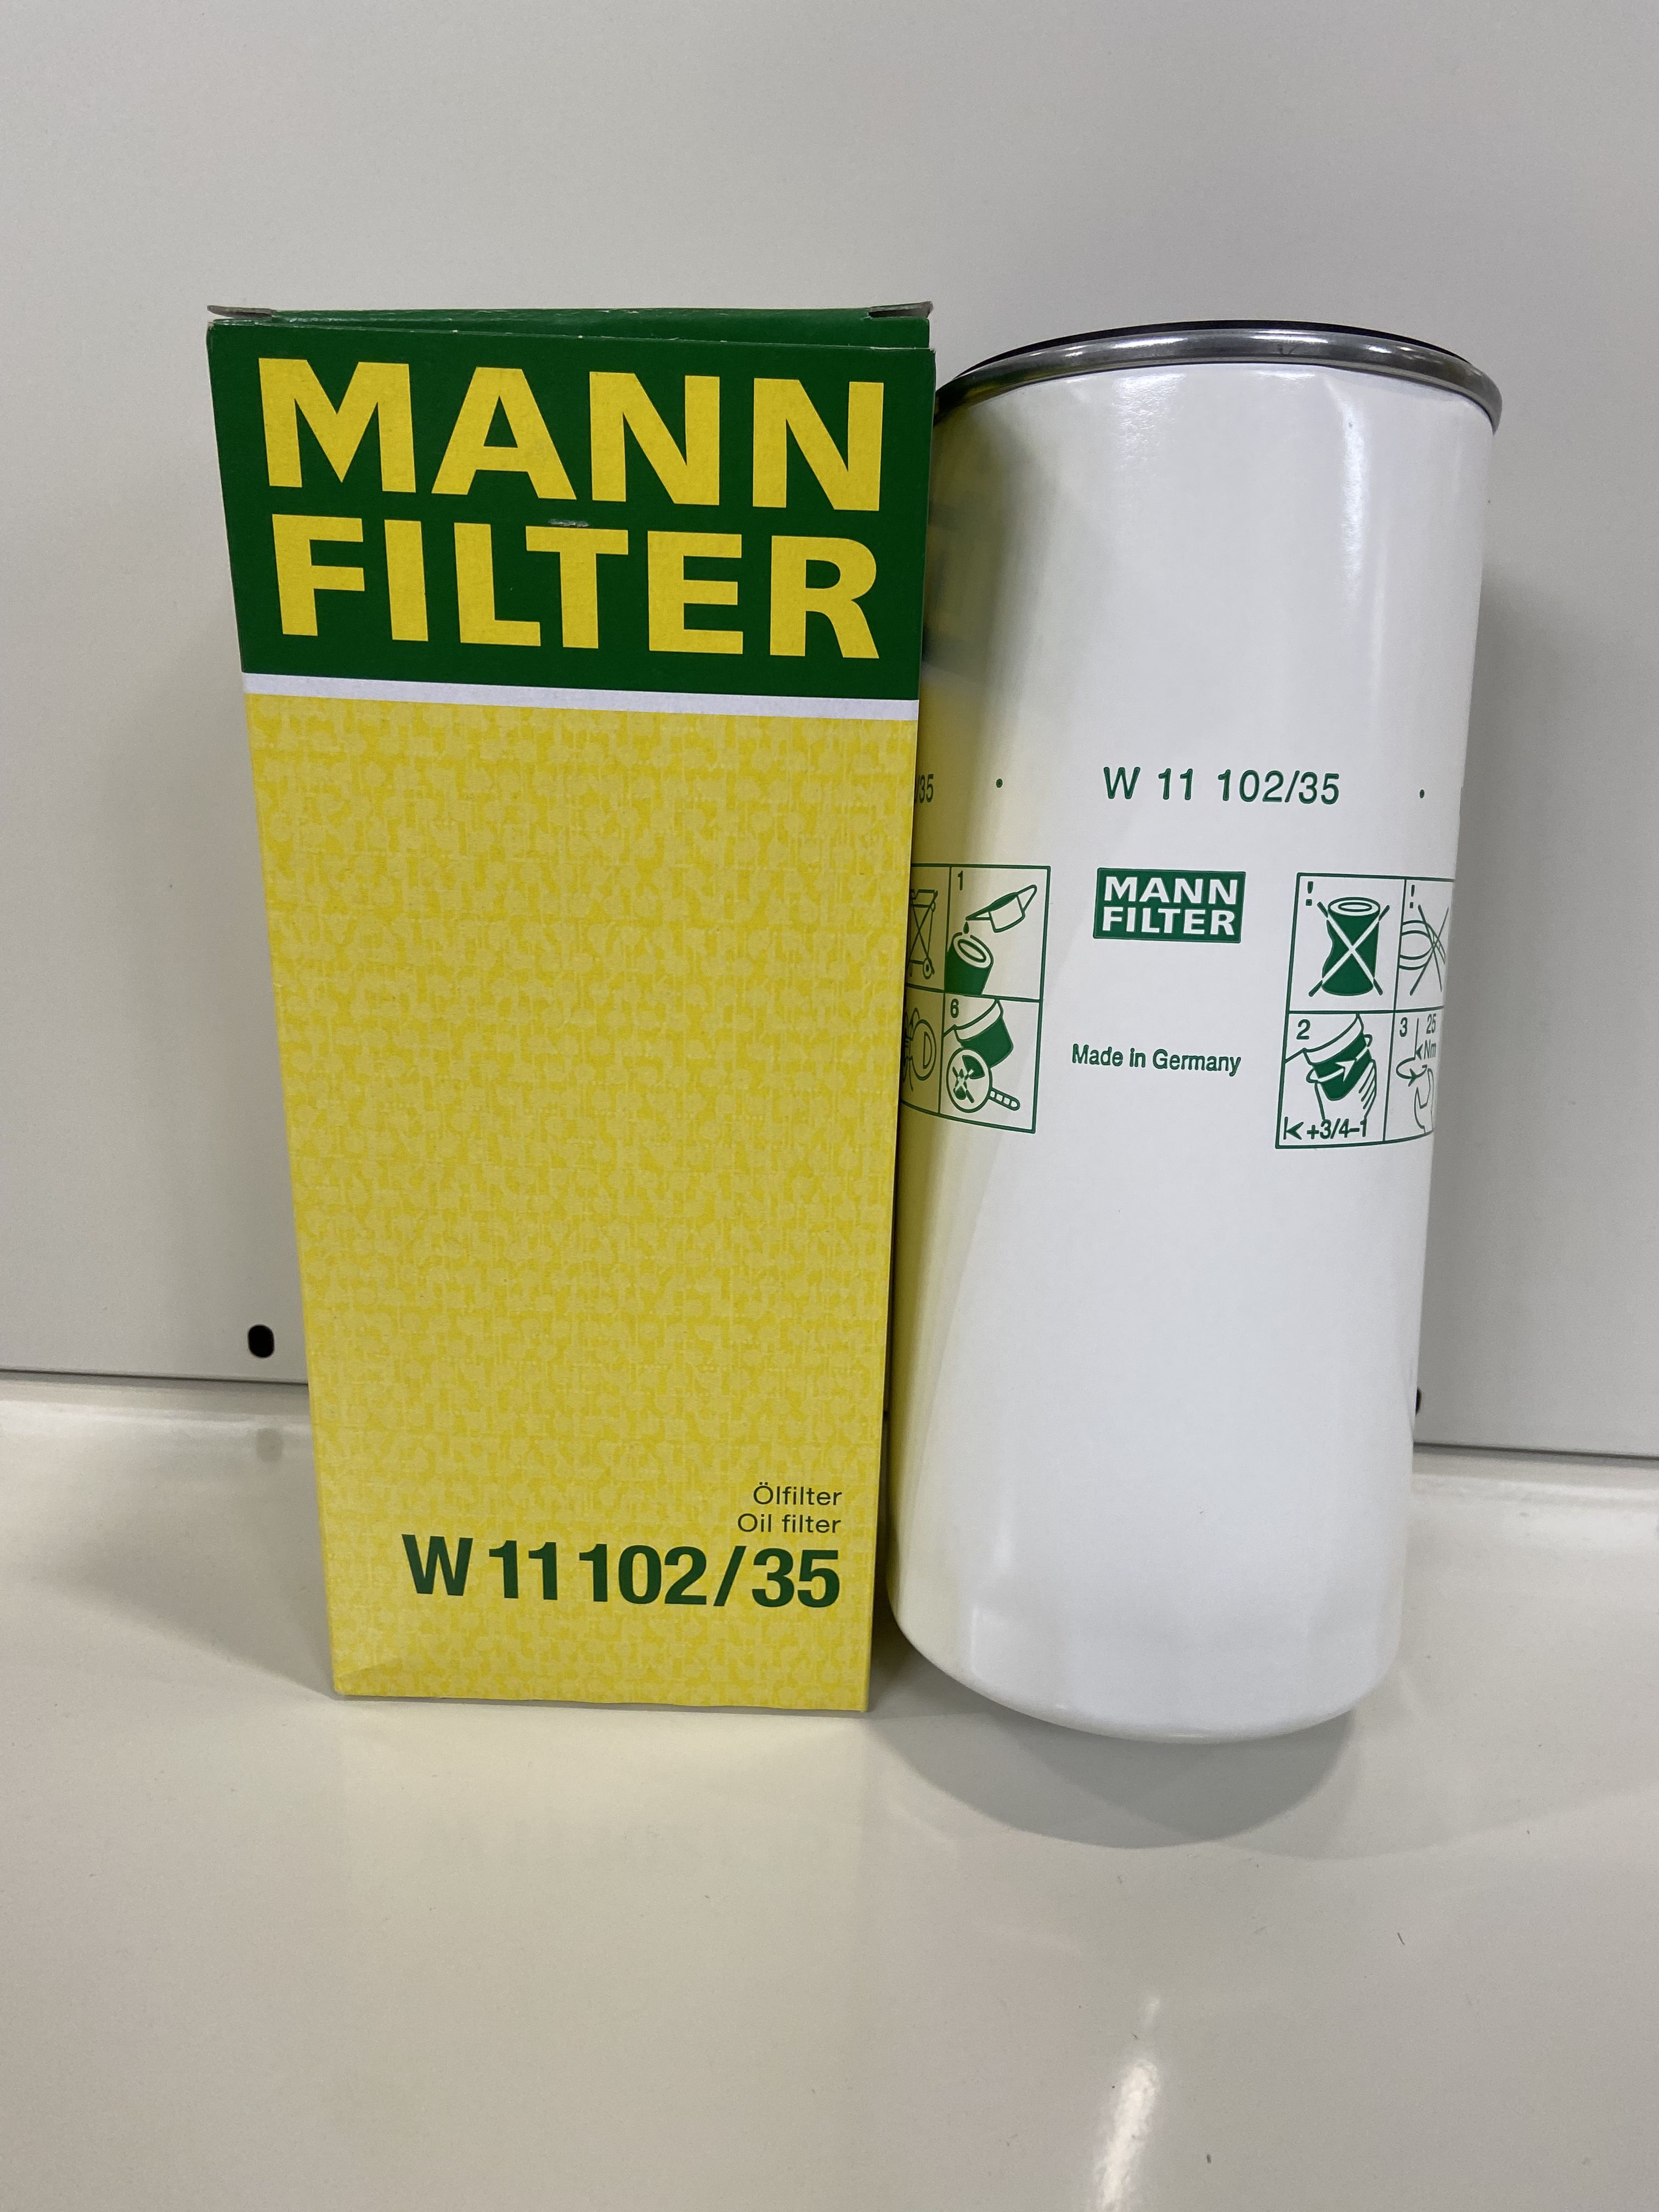 MANN
FILTER
Ölfilter
Oil filter
W 11 102/35
/35 • W 11 102/35 •
MANN
FILTER
Made in Germany
1
6
!
!
2
+3/4-1
3
25
Nm